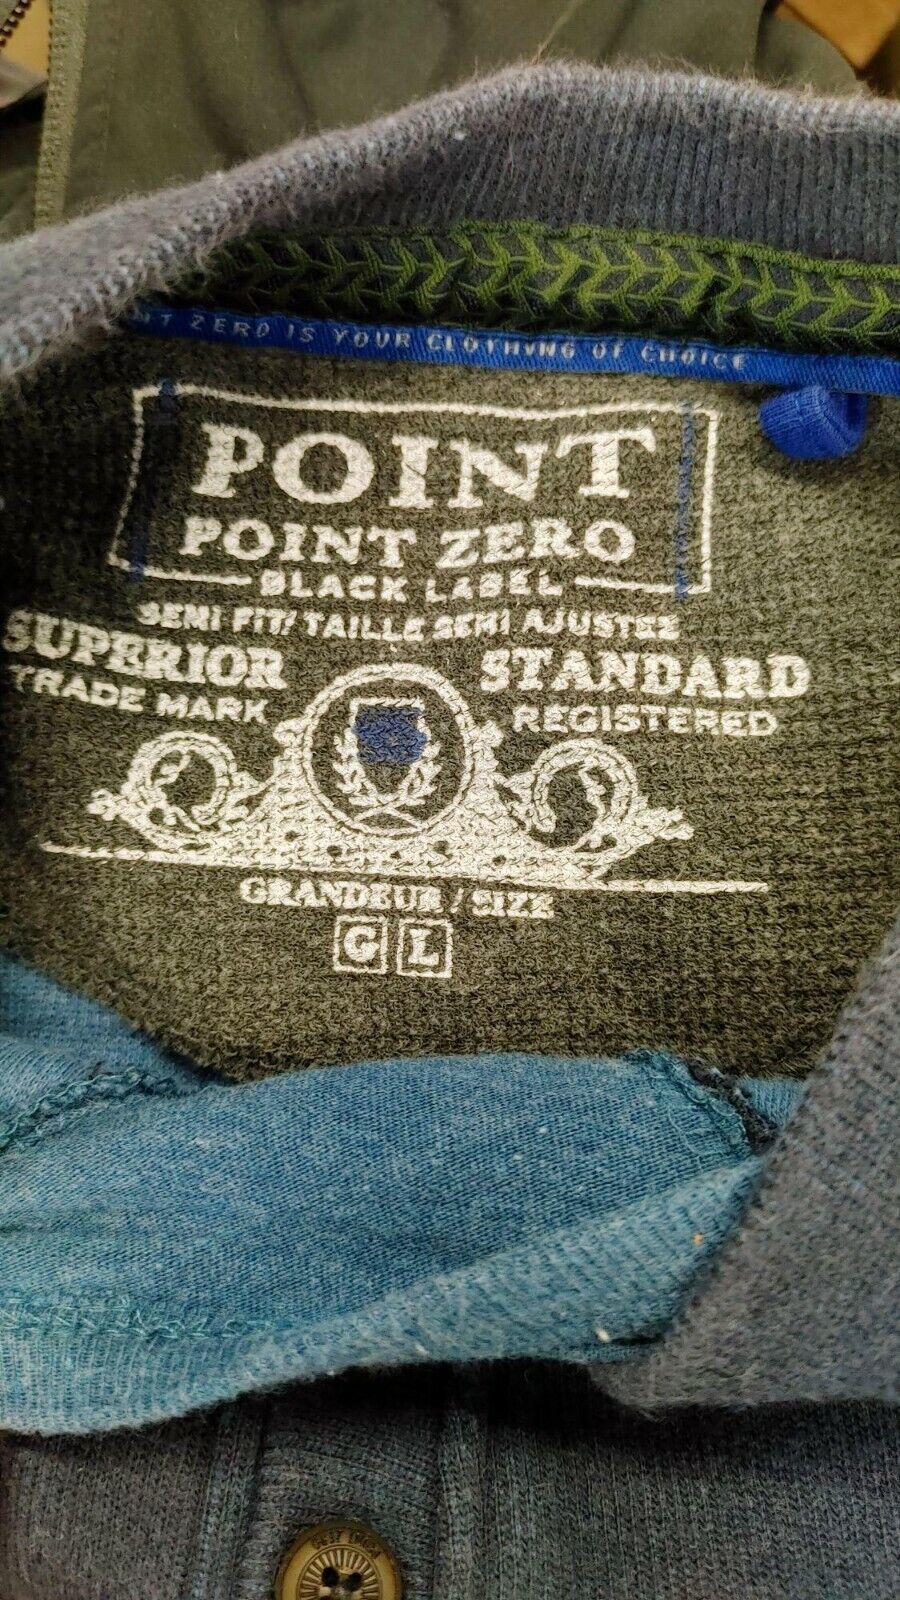 NT ZERO IS YOUR CLOTHVNG OF CHOICE
POINT
POINT ZERO
BLACK LABEL
SEMI FIT/ TAILLE SEMI AJUSTEE
SUPERIOR STANDARD
TRADE MARK REGISTERED
GRANDEUR / SIZE
G L